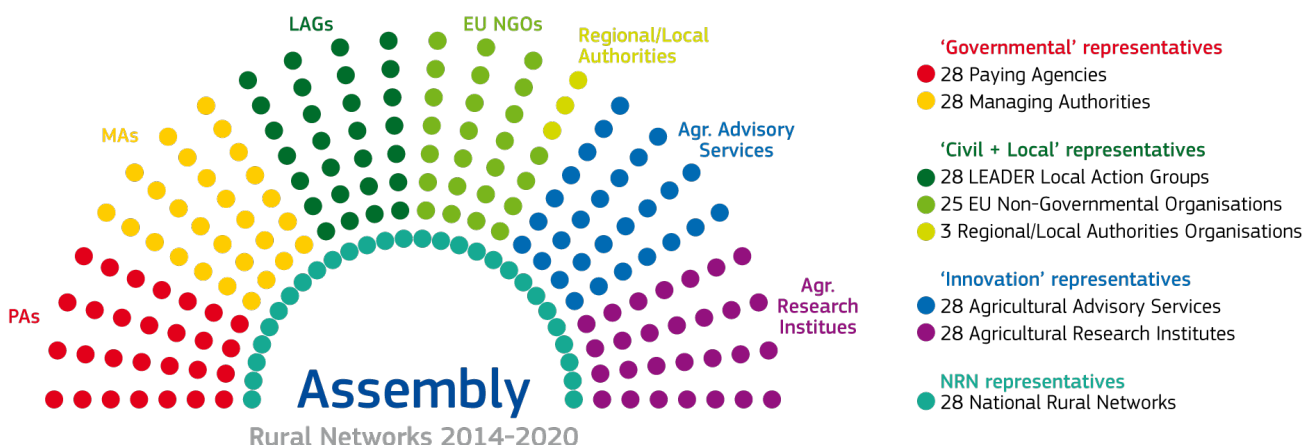 LAGs
EU NGOs
Regional/Local
Authorities
MAs
Agr. Advisory
Services
PAs
Agr.
Research
Institues
Assembly
Rural Networks 2014-2020
‘Governmental’ representatives
28 Paying Agencies
28 Managing Authorities
‘Civil + Local’ representatives
28 LEADER Local Action Groups
25 EU Non-Governmental Organisations
3 Regional/Local Authorities Organisations
‘Innovation’ representatives
28 Agricultural Advisory Services
28 Agricultural Research Institutes
NRN representatives
28 National Rural Networks